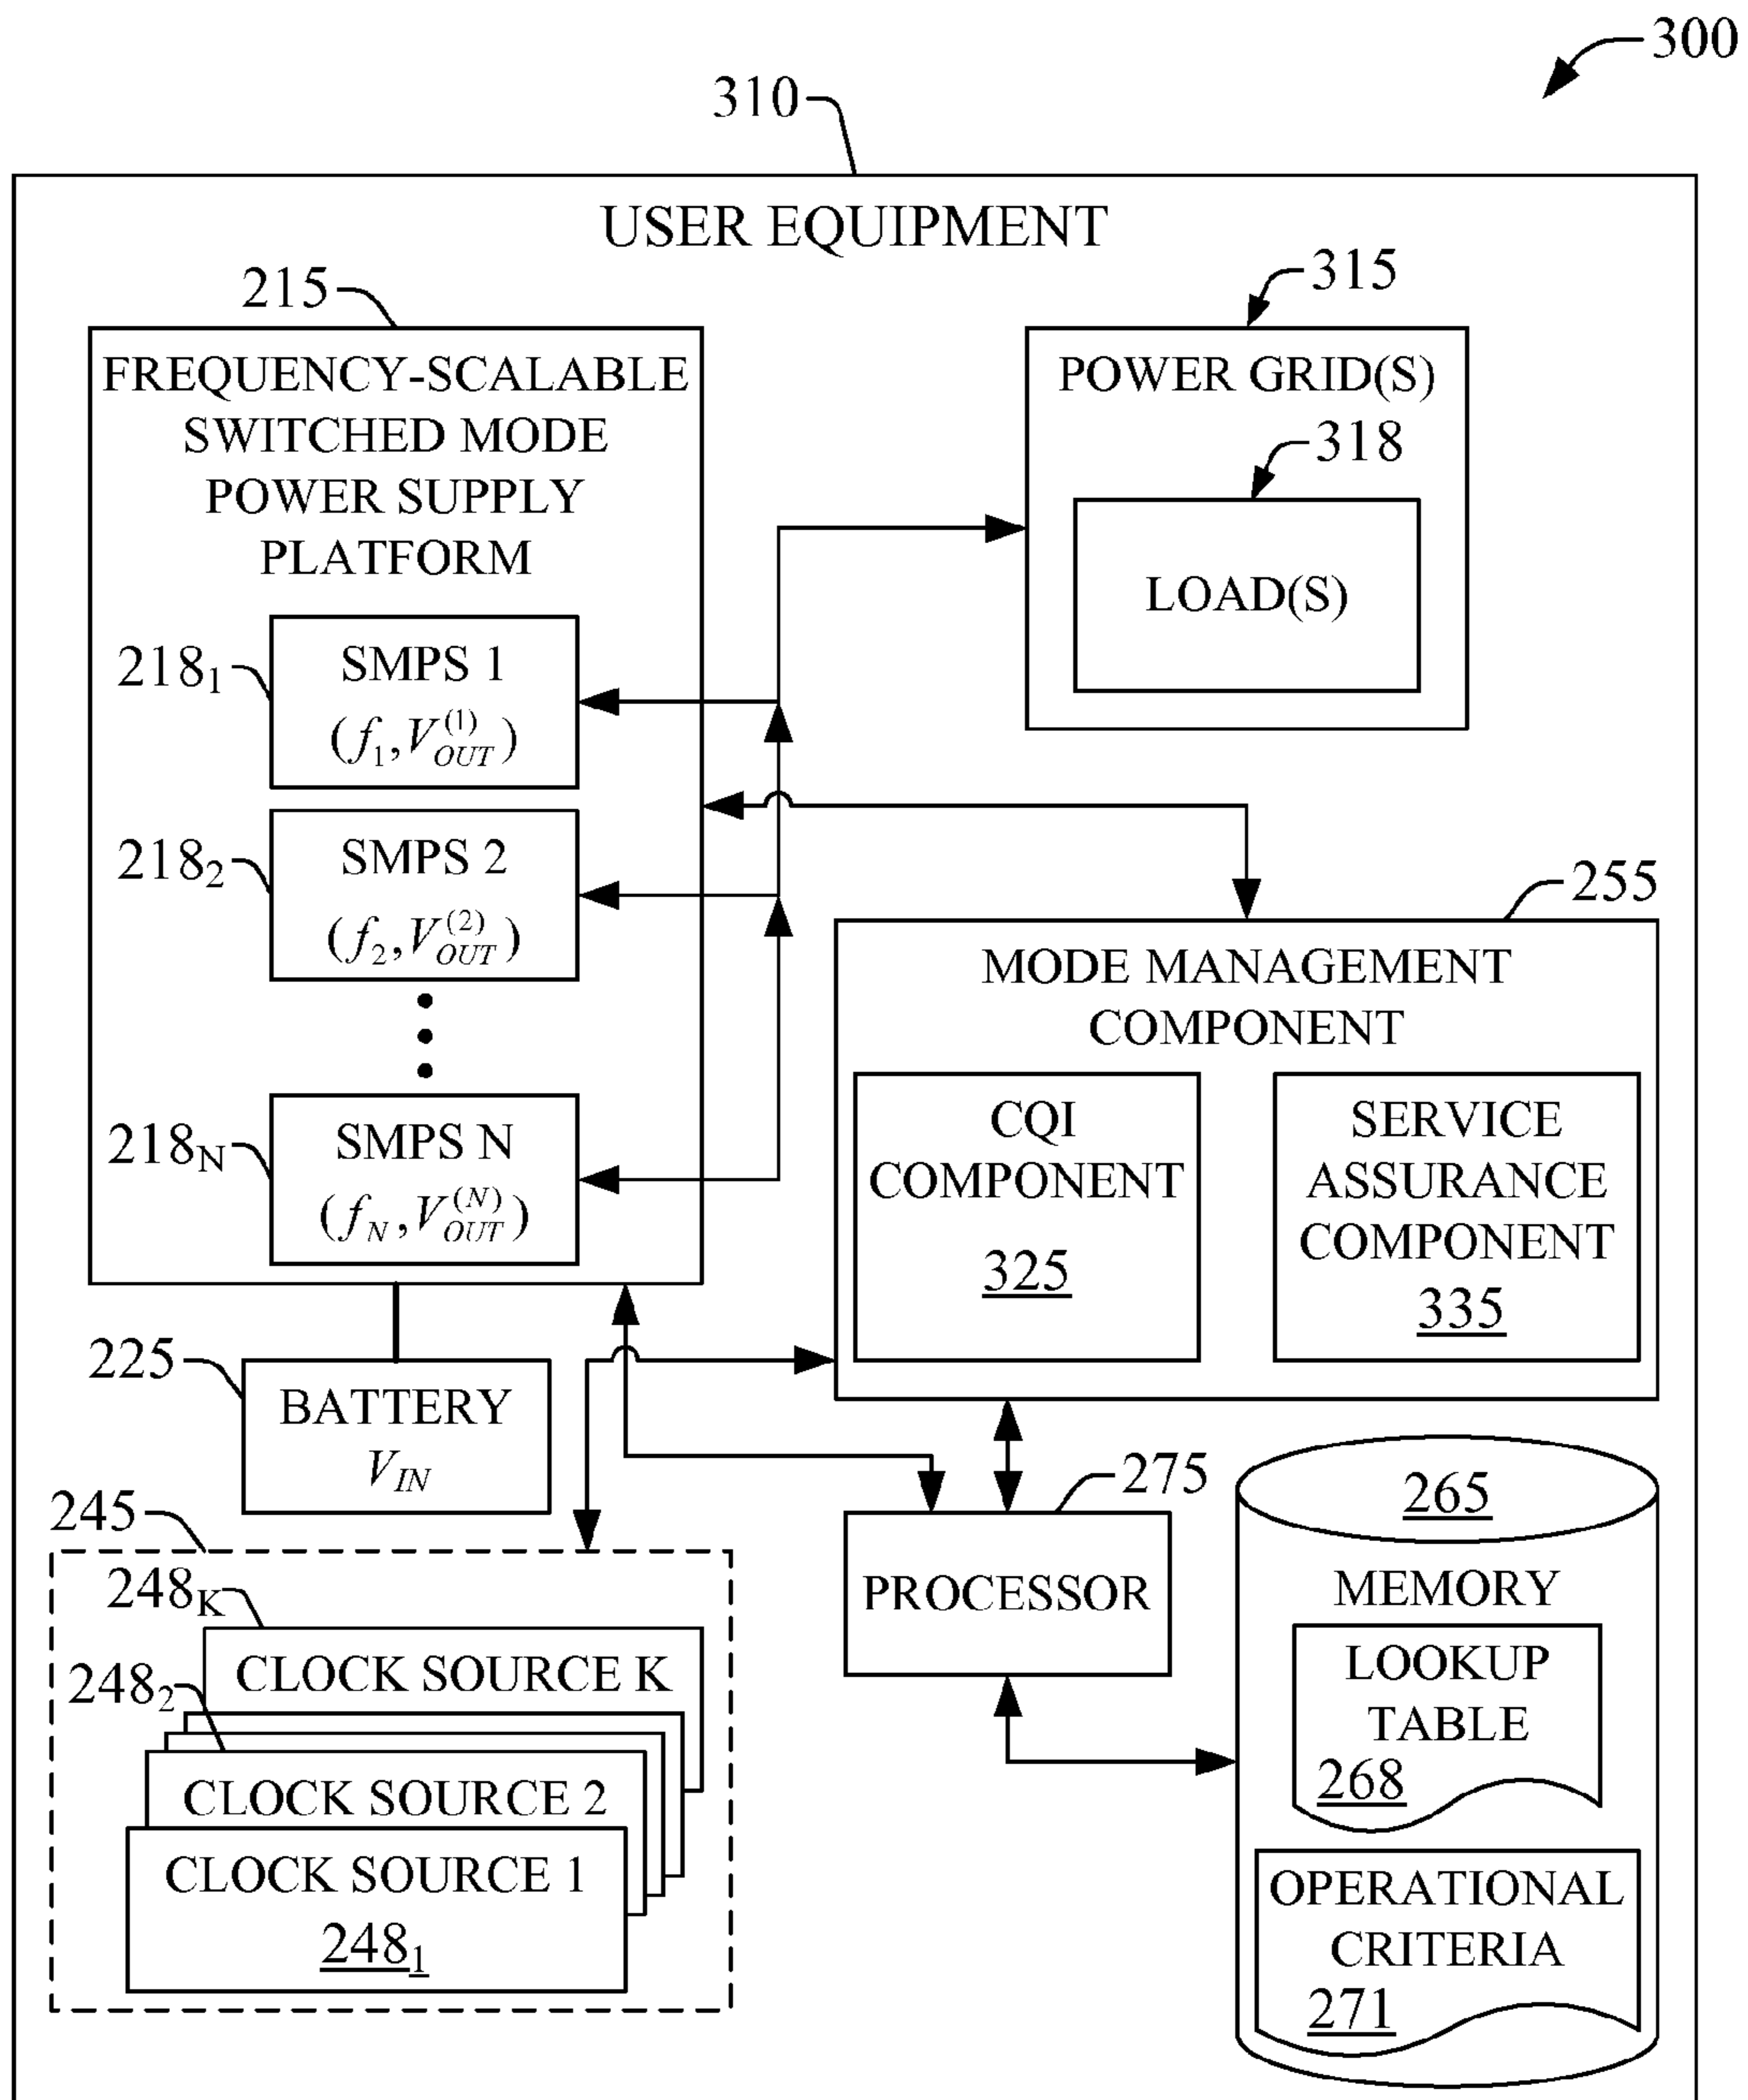 300
310
USER EQUIPMENT
215
315
FREQUENCY-SCALABLE
SWITCHED MODE
POWER SUPPLY
PLATFORM
POWER GRID(S)
318
LOAD(S)
218₁
SMPS 1
(f₁, V_OUT^(1))
218₂
SMPS 2
(f₂, V_OUT^(2))
218_N
SMPS N
(f_N, V_OUT^(N))
255
MODE MANAGEMENT
COMPONENT
CQI
COMPONENT
325
SERVICE
ASSURANCE
COMPONENT
335
225
BATTERY
V_IN
275
PROCESSOR
245
248_K
CLOCK SOURCE K
248₂
CLOCK SOURCE 2
CLOCK SOURCE 1
248₁
265
MEMORY
LOOKUP
TABLE
268
OPERATIONAL
CRITERIA
271